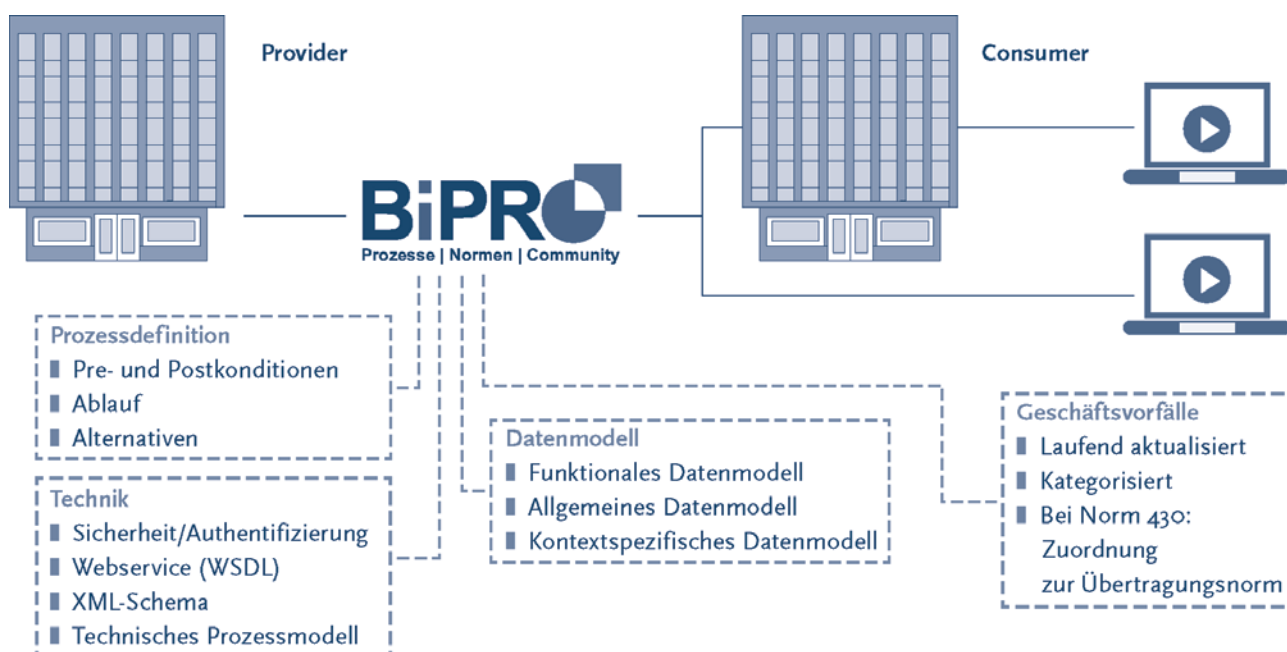 Provider
Consumer
BiPRO
Prozesse | Normen | Community
Prozessdefinition
Pre- und Postkonditionen
Ablauf
Alternativen
Technik
Sicherheit/Authentifizierung
Webservice (WSDL)
XML-Schema
Technisches Prozessmodell
Datenmodell
Funktionales Datenmodell
Allgemeines Datenmodell
Kontextspezifisches Datenmodell
Geschäftsvorfälle
Laufend aktualisiert
Kategorisiert
Bei Norm 430:
Zuordnung
zur Übertragungsnorm